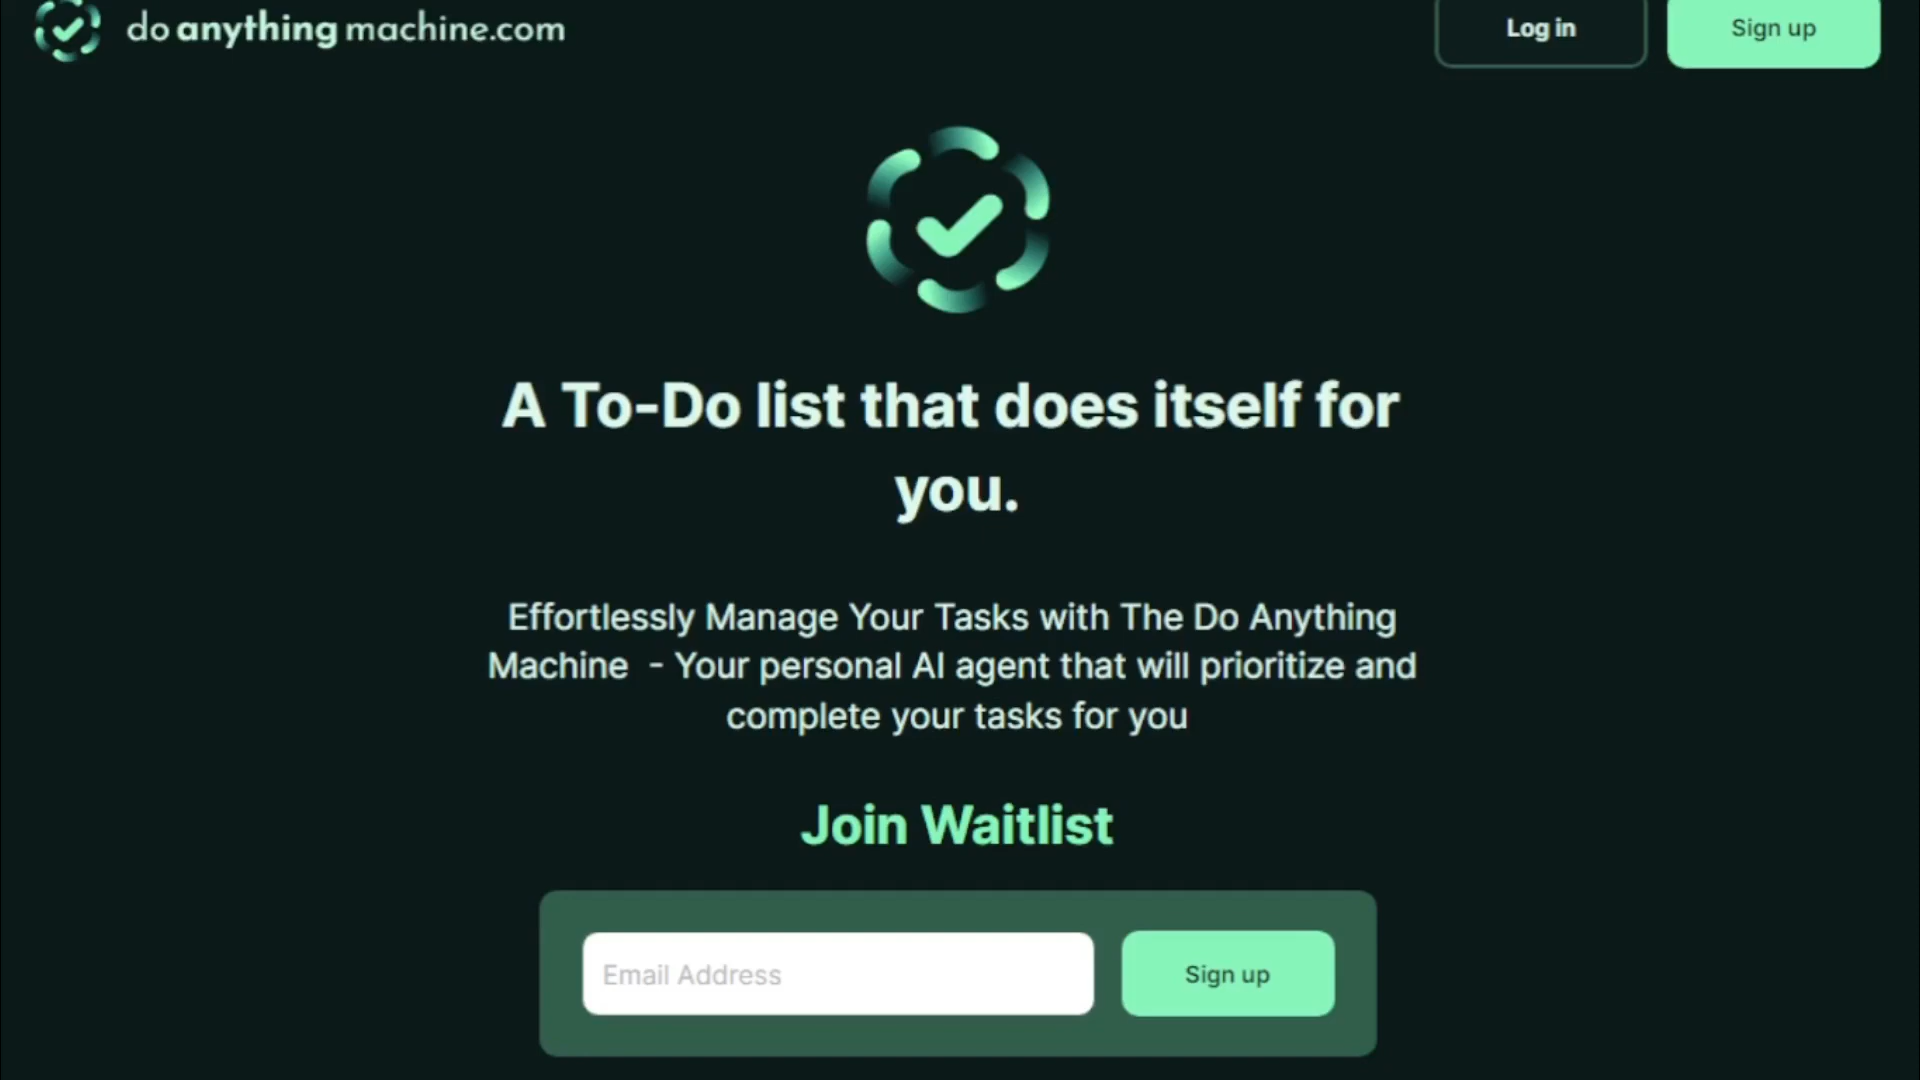 do anything machine.com
Log in
Sign up
A To-Do list that does itself for
you.
Effortlessly Manage Your Tasks with The Do Anything
Machine - Your personal AI agent that will prioritize and
complete your tasks for you
Join Waitlist
Email Address
Sign up